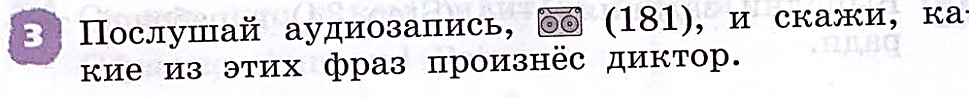 3 Послушай аудиозапись, (181), и скажи, ка-
кие из этих фраз произнёс диктор.